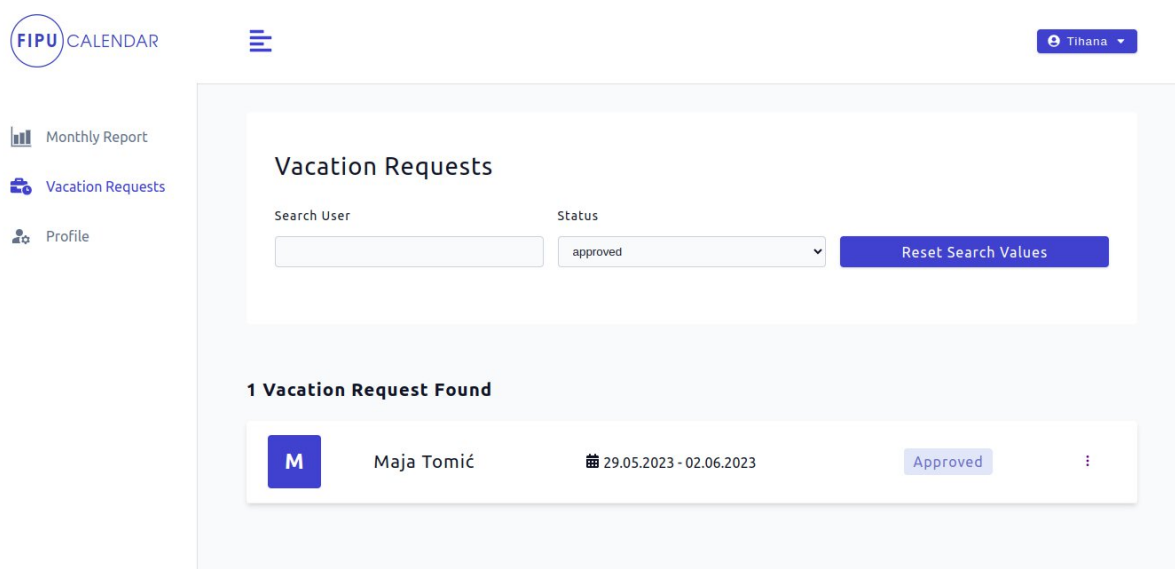 FIPU CALENDAR
Tihana
Monthly Report
Vacation Requests
Profile
Vacation Requests
Search User
Status
approved
Reset Search Values
1 Vacation Request Found
M
Maja Tomić
29.05.2023 - 02.06.2023
Approved